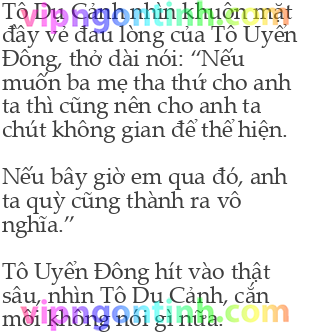 Tô Du Cảnh nhìn khuôn mặt
vipngontinh.com
đầy vẻ đau lòng của Tô Uyển
Đông, thở dài nói: “Nếu
muốn ba mẹ tha thứ cho anh
ta thì cũng nên cho anh ta
chút không gian để thể hiện.
Nếu bây giờ em qua đó, anh
vipngontinh.com
ta quỳ cũng thành ra vô
nghĩa.”
Tô Uyển Đông hít vào thật
sâu, nhìn Tô Du Cảnh, cắn
vipngontinh.com
môi không nói gì nữa.